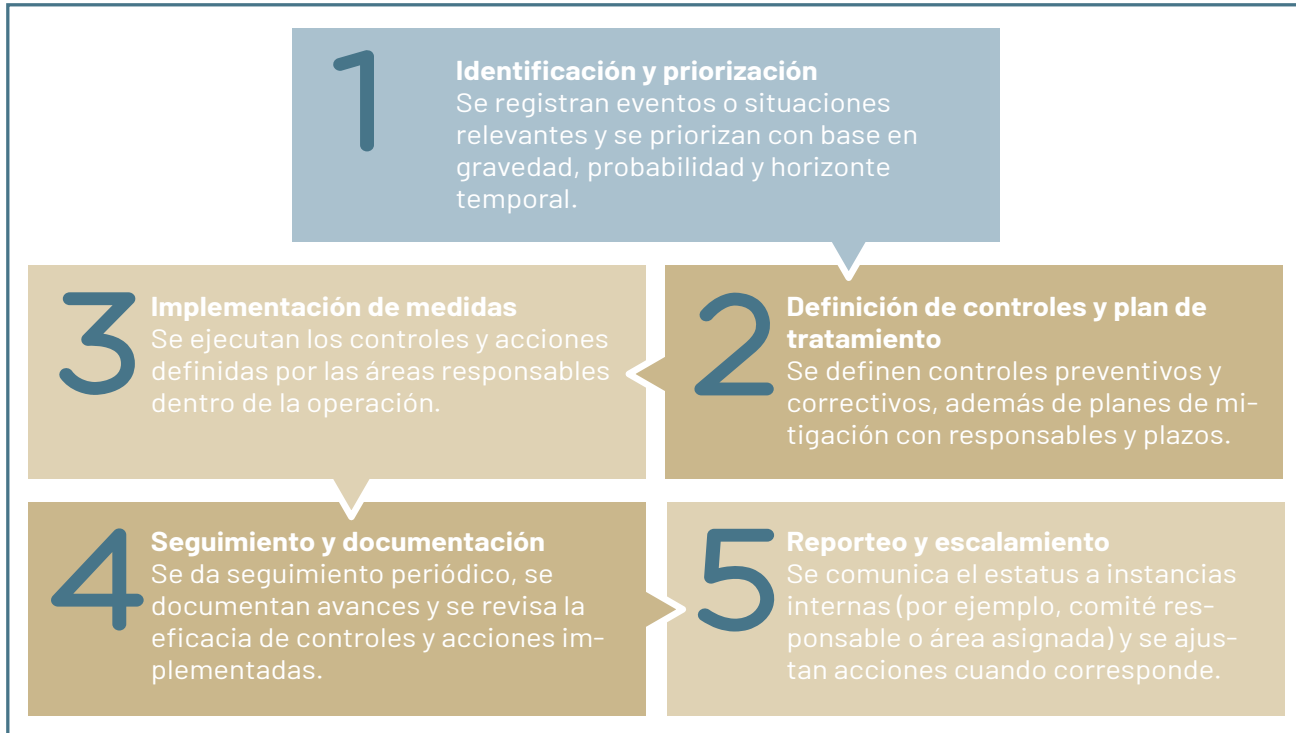 1
Identificación y priorización
Se registran eventos o situaciones
relevantes y se priorizan con base en
gravedad, probabilidad y horizonte
temporal.
2
Definición de controles y plan de
tratamiento
Se definen controles preventivos y
correctivos, además de planes de mi-
tigación con responsables y plazos.
3
Implementación de medidas
Se ejecutan los controles y acciones
definidas por las áreas responsables
dentro de la operación.
4
Seguimiento y documentación
Se da seguimiento periódico, se
documentan avances y se revisa la
eficacia de controles y acciones im-
plementadas.
5
Reporteo y escalamiento
Se comunica el estatus a instancias
internas (por ejemplo, comité res-
ponsable o área asignada) y se ajus-
tan acciones cuando corresponde.